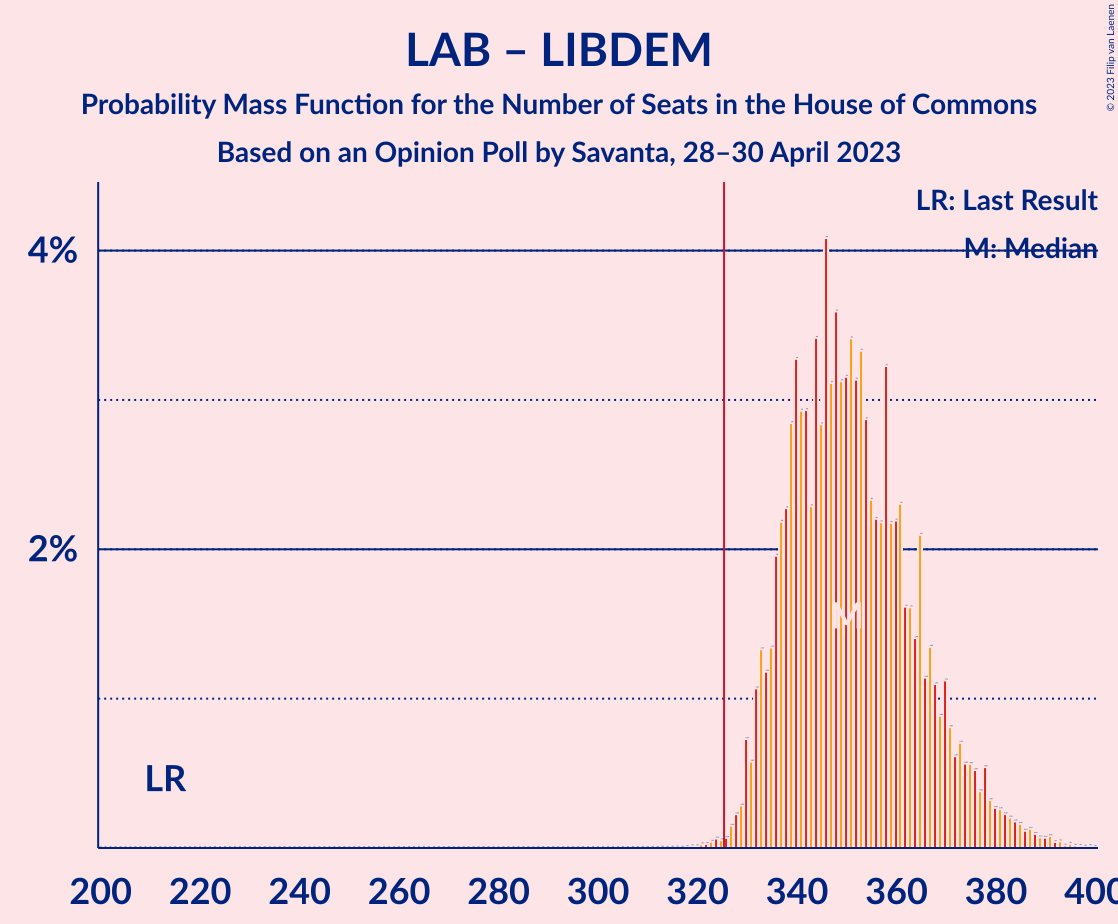 LAB – LIBDEM
Probability Mass Function for the Number of Seats in the House of Commons
Based on an Opinion Poll by Savanta, 28–30 April 2023
© 2023 Filip van Laenen
LR: Last Result
M: Median
4%
2%
M
LR
200 220 240 260 280 300 320 340 360 380 400